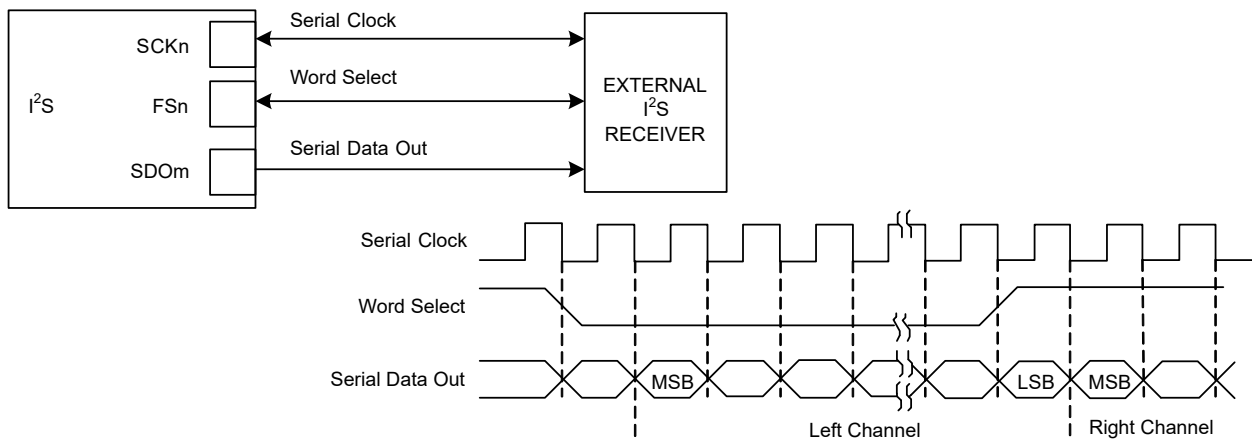 Serial Clock
SCKn
Word Select
I²S
FSn
EXTERNAL
I²S
RECEIVER
Serial Data Out
SDOm
Serial Clock
Word Select
Serial Data Out
MSB
LSB
MSB
Left Channel
Right Channel